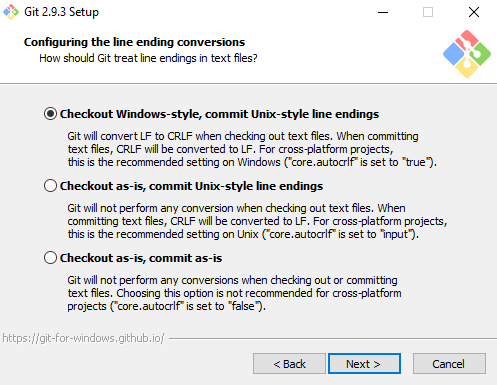 Git 2.9.3 Setup
Configuring the line ending conversions
How should Git treat line endings in text files?
Checkout Windows-style, commit Unix-style line endings
Git will convert LF to CRLF when checking out text files. When committing
text files, CRLF will be converted to LF. For cross-platform projects,
this is the recommended setting on Windows ("core.autocrlf" is set to "true").
Checkout as-is, commit Unix-style line endings
Git will not perform any conversion when checking out text files. When
committing text files, CRLF will be converted to LF. For cross-platform projects,
this is the recommended setting on Unix ("core.autocrlf" is set to "input").
Checkout as-is, commit as-is
Git will not perform any conversions when checking out or committing
text files. Choosing this option is not recommended for cross-platform
projects ("core.autocrlf" is set to "false").
https://git-for-windows.github.io/
< Back Next > Cancel